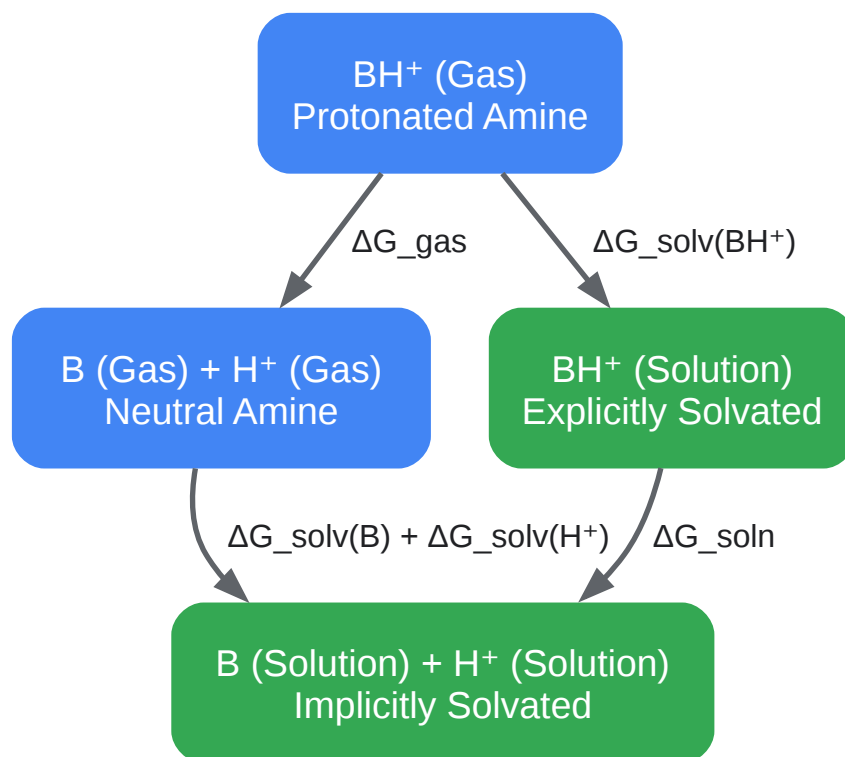 BH⁺ (Gas)
Protonated Amine
ΔG_gas
ΔG_solv(BH⁺)
B (Gas) + H⁺ (Gas)
Neutral Amine
BH⁺ (Solution)
Explicitly Solvated
ΔG_solv(B) + ΔG_solv(H⁺)
ΔG_soln
B (Solution) + H⁺ (Solution)
Implicitly Solvated